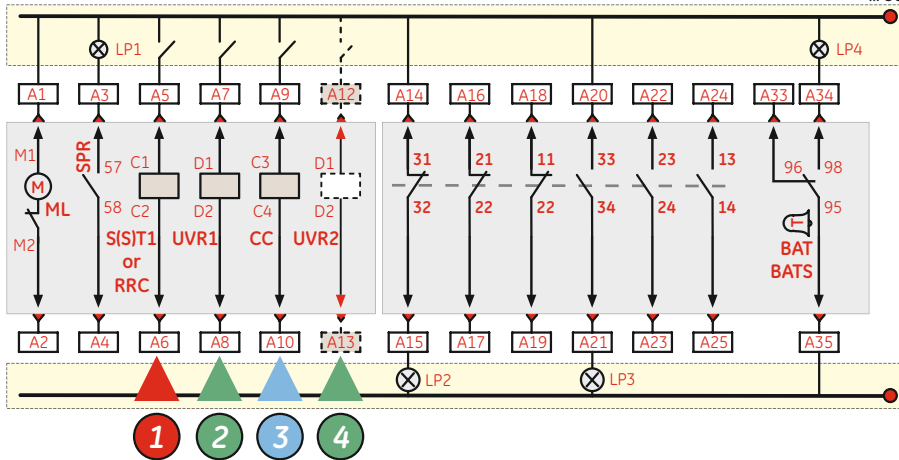 LP1
LP4
A1 A3 A5 A7 A9 A12 A14 A16 A18 A20 A22 A24 A33 A34
M1 SPR 57 C1 D1 C3 D1 31 21 11 33 23 13 96 98
M
ML 58 C2 D2 C4 D2 32 22 22 34 24 14 95
M2 S(S)T1 UVR1 CC UVR2 T
or BAT
RRC BATS
A2 A4 A6 A8 A10 A13 A15 A17 A19 A21 A23 A25 A35
LP2 LP3
1 2 3 4